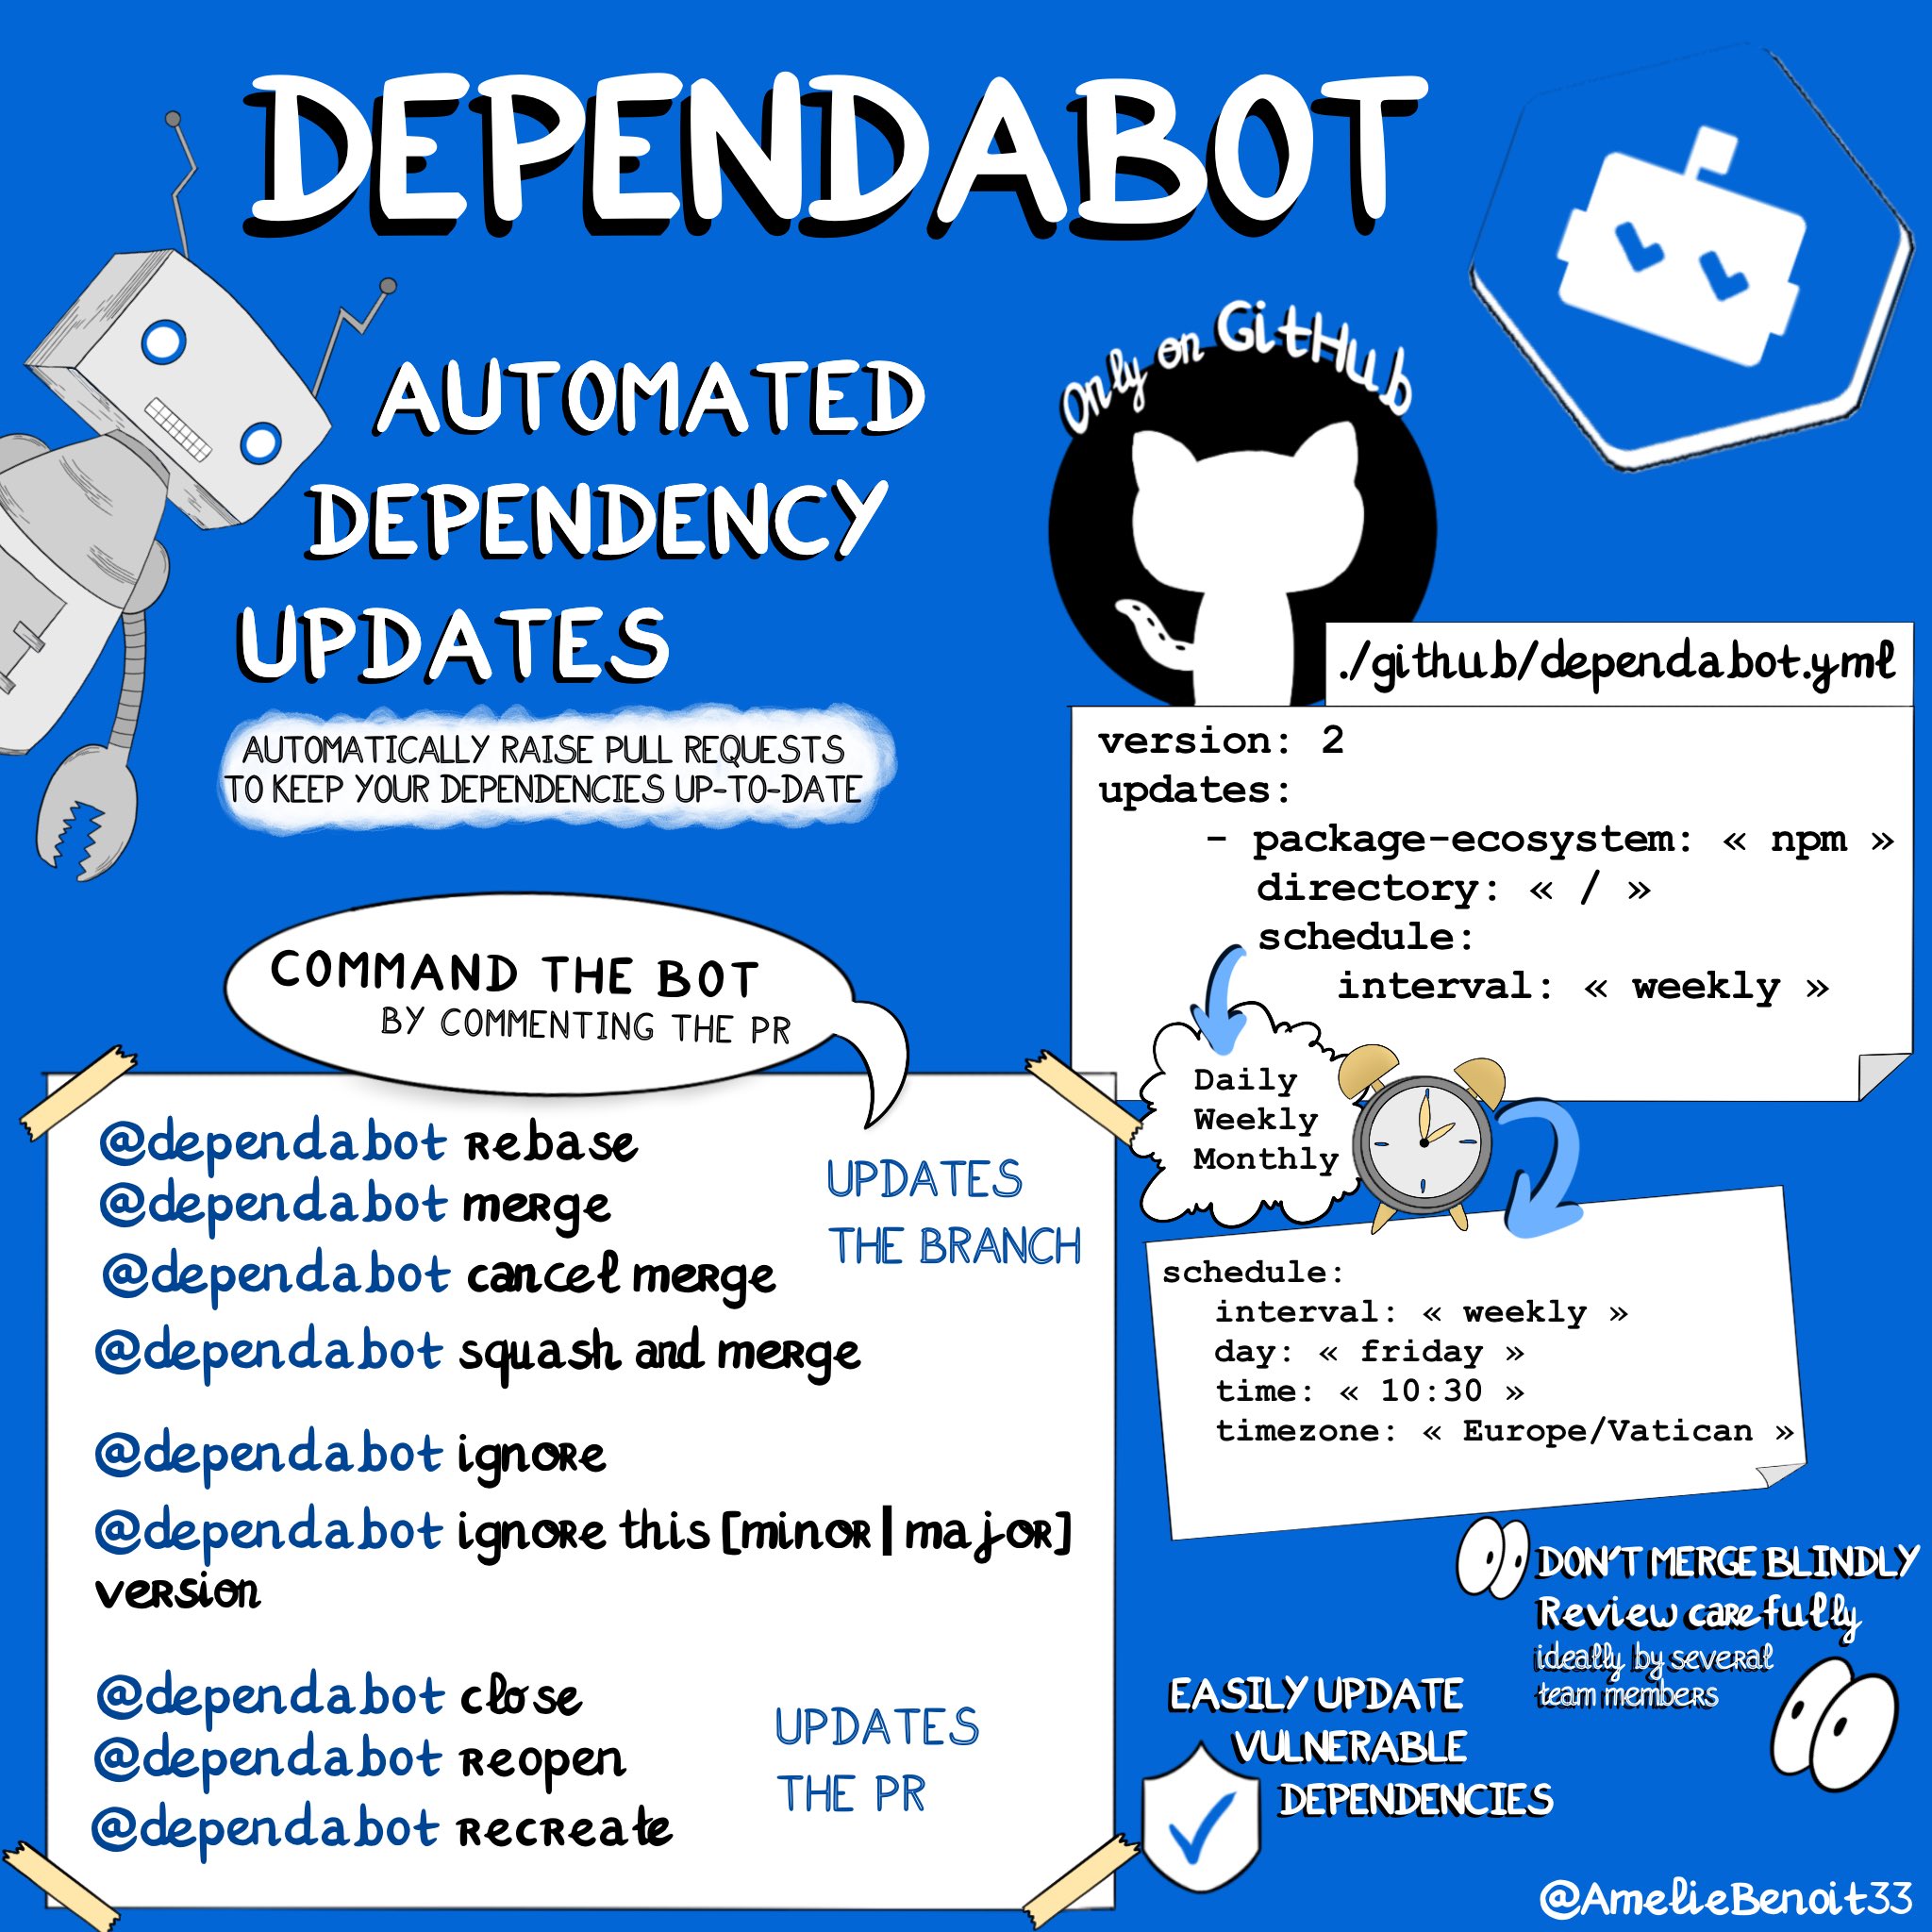 DEPENDABOT
AUTOMATED
DEPENDENCY
UPDATES
AUTOMATICALLY RAISE PULL REQUESTS
TO KEEP YOUR DEPENDENCIES UP-TO-DATE
Only on GitHub
./github/dependabot.yml
version: 2
updates:
- package-ecosystem: « npm »
directory: « / »
schedule:
interval: « weekly »
Daily
Weekly
Monthly
schedule:
interval: « weekly »
day: « friday »
time: « 10:30 »
timezone: « Europe/Vatican »
COMMAND THE BOT
BY COMMENTING THE PR
@dependabot rebase
@dependabot merge
@dependabot cancel merge
@dependabot squash and merge
UPDATES
THE BRANCH
@dependabot ignore
@dependabot ignore this [minor|major]
version
@dependabot close
@dependabot reopen
@dependabot recreate
UPDATES
THE PR
DON'T MERGE BLINDLY
Review carefully
ideally by several
team members
EASILY UPDATE
VULNERABLE
DEPENDENCIES
@AmelieBenoit33